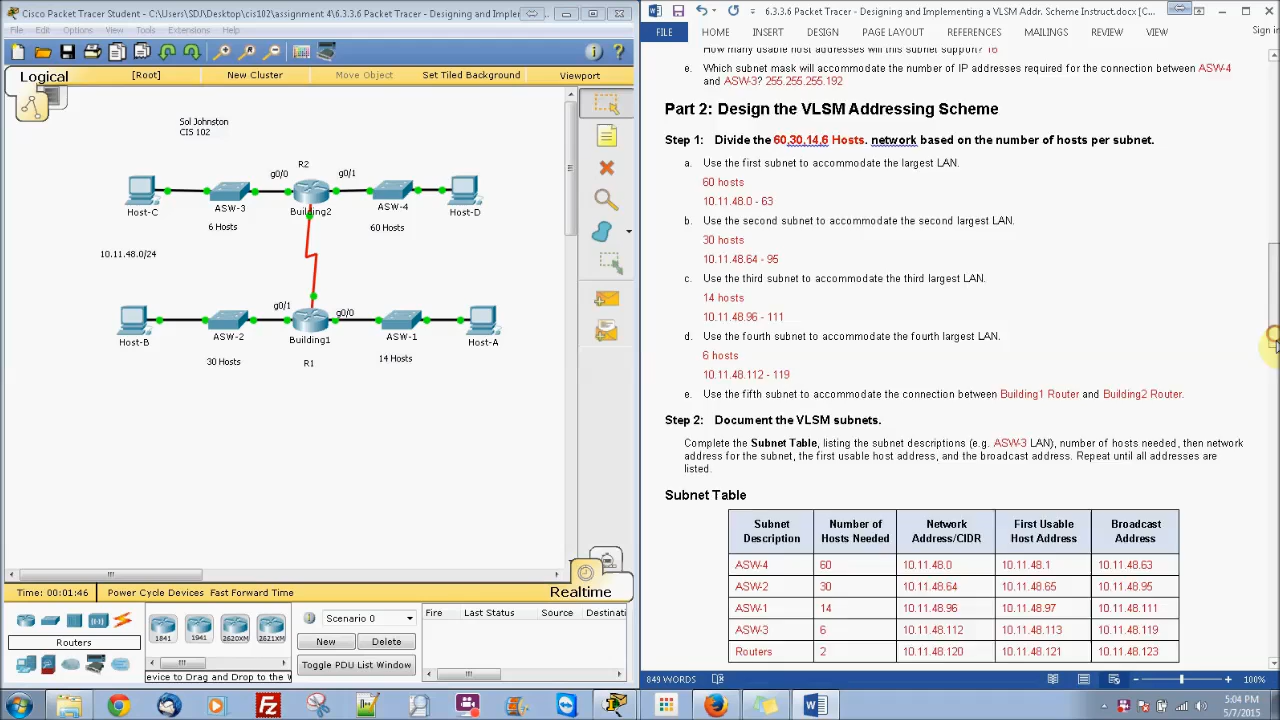 Cisco Packet Tracer Student - C:\Users\SDJ\Desktop\cis102\assignment 4\6.3.3.6 Packet Tracer - Designing and Implem
File Edit Options View Tools Extensions Help
Logical [Root] New Cluster Move Object Set Tiled Background Viewport
Sol Johnston
CIS 102
R2
g0/0 g0/1
Host-C ASW-3 Building2 ASW-4 Host-D
6 Hosts 60 Hosts
10.11.48.0/24
g0/1 g0/0
Host-B ASW-2 Building1 ASW-1 Host-A
30 Hosts R1 14 Hosts
Time: 00:01:46 Power Cycle Devices Fast Forward Time Realtime
Routers
1841 1941 2620XM 2621XM
evice to Drag and Drop to the W
Scenario 0
New Delete
Toggle PDU List Window
Fire Last Status Source Destinati
6.3.3.6 Packet Tracer - Designing and Implementing a VLSM Addr. Scheme Instruct.docx [C...
FILE HOME INSERT DESIGN PAGE LAYOUT REFERENCES MAILINGS REVIEW VIEW Sign in
How many usable host addresses will this subnet support? 16
e. Which subnet mask will accommodate the number of IP addresses required for the connection between ASW-4
and ASW-3? 255.255.255.192
Part 2: Design the VLSM Addressing Scheme
Step 1: Divide the 60,30,14,6 Hosts. network based on the number of hosts per subnet.
a. Use the first subnet to accommodate the largest LAN.
60 hosts
10.11.48.0 - 63
b. Use the second subnet to accommodate the second largest LAN.
30 hosts
10.11.48.64 - 95
c. Use the third subnet to accommodate the third largest LAN.
14 hosts
10.11.48.96 - 111
d. Use the fourth subnet to accommodate the fourth largest LAN.
6 hosts
10.11.48.112 - 119
e. Use the fifth subnet to accommodate the connection between Building1 Router and Building2 Router.
Step 2: Document the VLSM subnets.
Complete the Subnet Table, listing the subnet descriptions (e.g. ASW-3 LAN), number of hosts needed, then network
address for the subnet, the first usable host address, and the broadcast address. Repeat until all addresses are
listed.
Subnet Table
Subnet Description Number of Hosts Needed Network Address/CIDR First Usable Host Address Broadcast Address
ASW-4 60 10.11.48.0 10.11.48.1 10.11.48.63
ASW-2 30 10.11.48.64 10.11.48.65 10.11.48.95
ASW-1 14 10.11.48.96 10.11.48.97 10.11.48.111
ASW-3 6 10.11.48.112 10.11.48.113 10.11.48.119
Routers 2 10.11.48.120 10.11.48.121 10.11.48.123
849 WORDS 100%
5:04 PM
5/7/2015